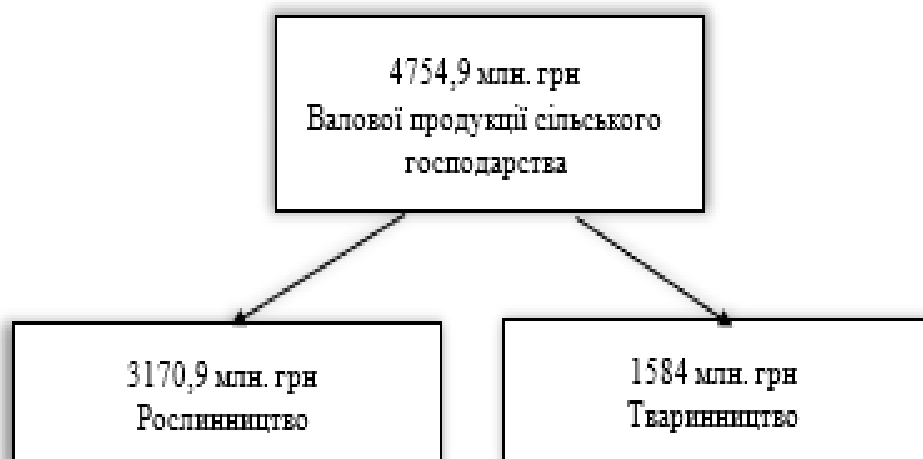 4754,9 млн. грн
Валової продукції сільського
господарства
3170,9 млн. грн
Рослинництво
1584 млн. грн
Тваринництво